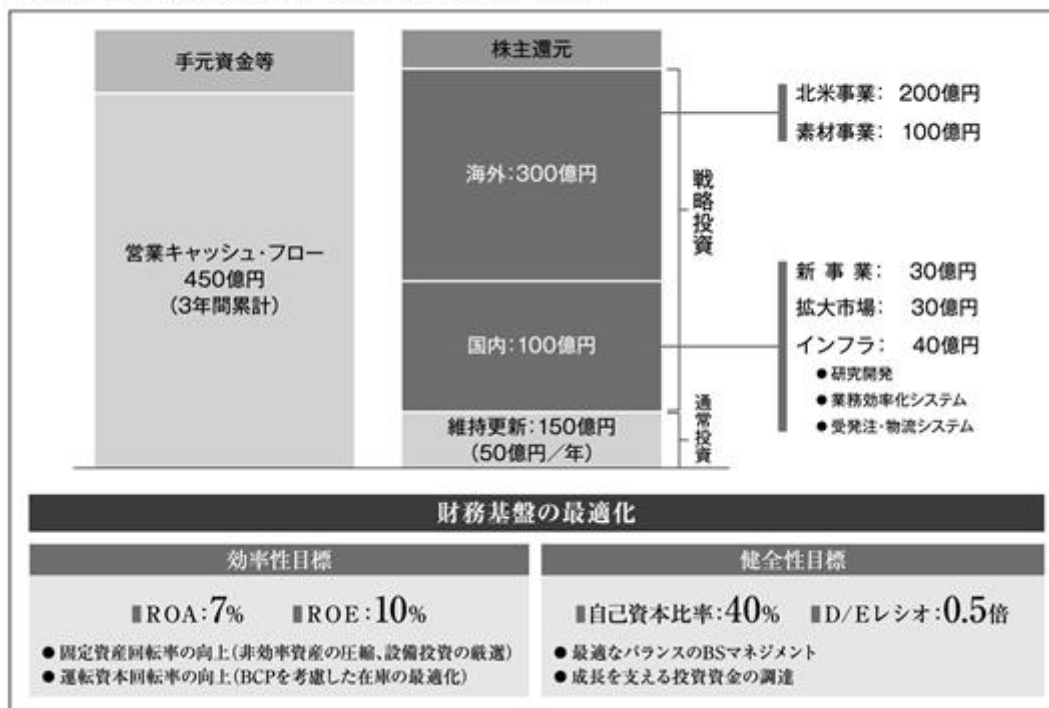 手元資金等
営業キャッシュ・フロー
450億円
(3年間累計)
株主還元
海外:300億円
国内:100億円
維持更新:150億円
(50億円／年)
戦略投資
通常投資
北米事業: 200億円
素材事業: 100億円
新 事 業: 30億円
拡大市場: 30億円
インフラ: 40億円
●研究開発
●業務効率化システム
●受発注・物流システム
財務基盤の最適化
効率性目標
■ROA:7% ■ROE:10%
●固定資産回転率の向上(非効率資産の圧縮、設備投資の厳選)
●運転資本回転率の向上(BCPを考慮した在庫の最適化)
健全性目標
■自己資本比率:40% ■D/Eレシオ:0.5倍
●最適なバランスのBSマネジメント
●成長を支える投資資金の調達